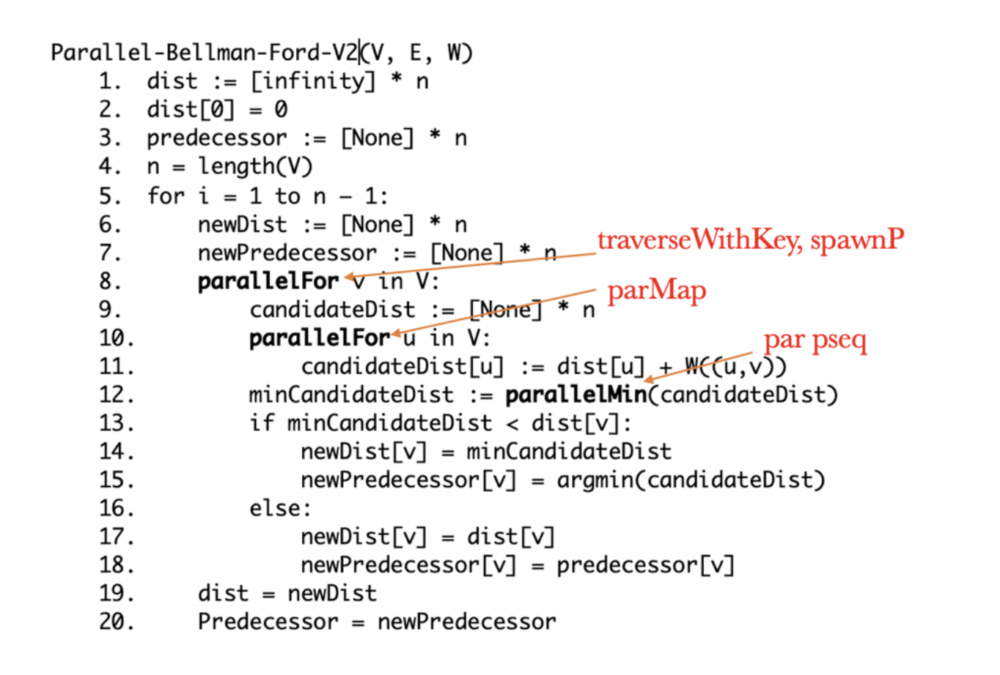 Parallel-Bellman-Ford-V2(V, E, W)
1. dist := [infinity] * n
2. dist[0] = 0
3. predecessor := [None] * n
4. n = length(V)
5. for i = 1 to n - 1:
6. newDist := [None] * n
7. newPredecessor := [None] * n
traverseWithKey, spawnP
8. parallelFor v in V:
parMap
9. candidateDist := [None] * n
10. parallelFor u in V:
par pseq
11. candidateDist[u] := dist[u] + W((u,v))
12. minCandidateDist := parallelMin(candidateDist)
13. if minCandidateDist < dist[v]:
14. newDist[v] = minCandidateDist
15. newPredecessor[v] = argmin(candidateDist)
16. else:
17. newDist[v] = dist[v]
18. newPredecessor[v] = predecessor[v]
19. dist = newDist
20. Predecessor = newPredecessor